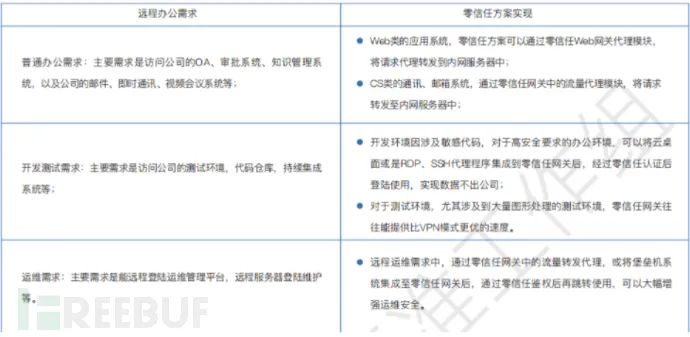 远程办公需求
零信任方案实现
普通办公需求：主要需求是访问公司的OA、审批系统、知识管理系
统，以及公司的邮件、即时通讯、视频会议系统等；
Web类的应用系统，零信任方案可以通过零信任Web网关代理模块，
将请求代理转发到内网服务器中；
CS类的通讯、邮箱系统，通过零信任网关中的流量代理模块，将请求
转发至内网服务器中；
开发测试需求：主要需求是访问公司的测试环境，代码仓库，持续集成
系统等；
开发环境因涉及敏感代码，对于高安全要求的办公环境，可以将云桌
面或是RDP、SSH代理程序集成到零信任网关后，经过零信任认证后
登陆使用，实现数据不出公司；
对于测试环境，尤其涉及到大量图形处理的测试环境，零信任网关往
往能提供比VPN模式更优的速度。
运维需求：主要需求是能远程登陆运维管理平台，远程服务器登陆维护
等。
远程运维需求中，通过零信任网关中的流量转发代理，或将堡垒机系
统集成至零信任网关后，通过零信任鉴权后再跳转使用，可以大幅增
强运维安全。
FREEBUF
准工作组